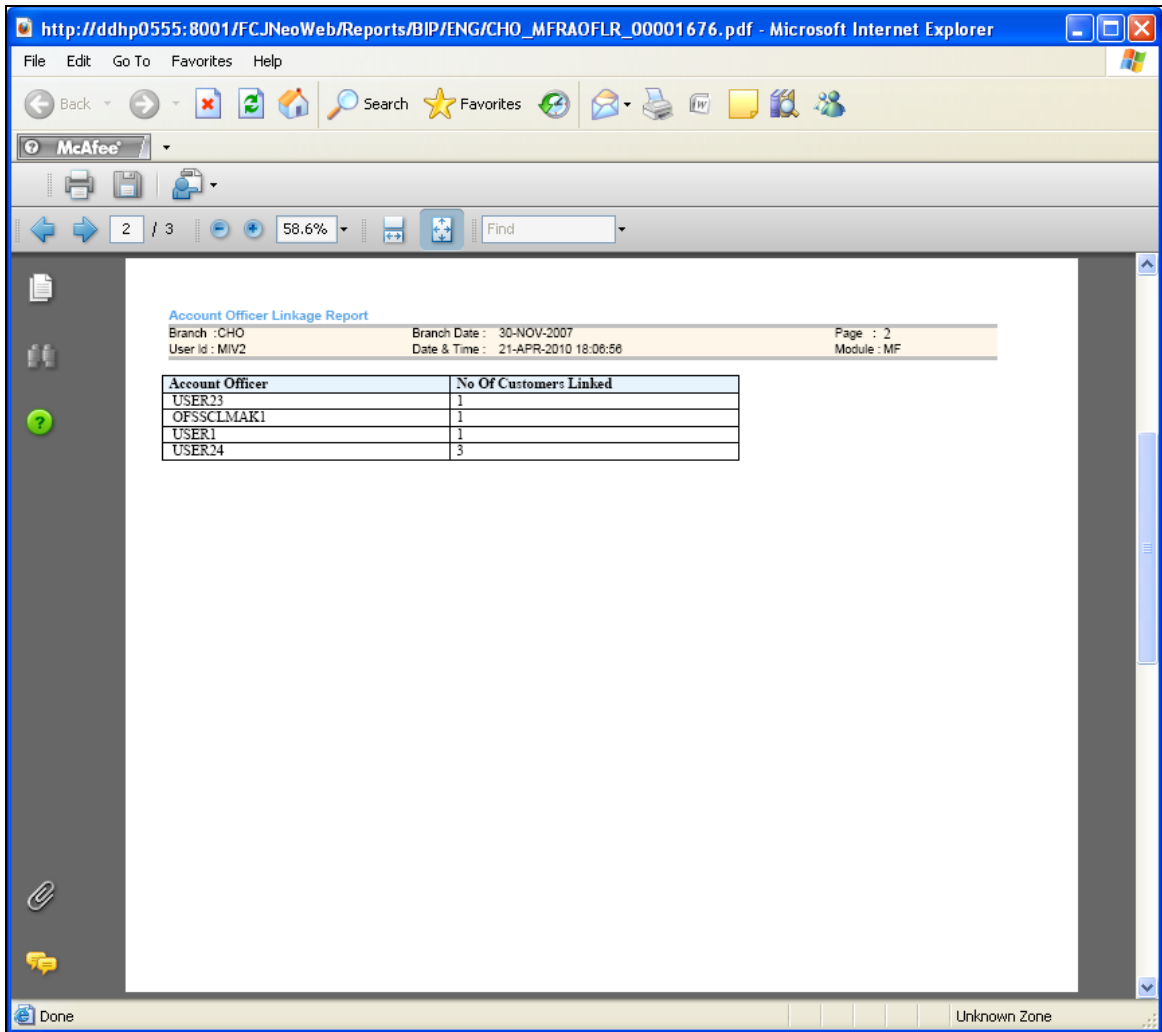 http://ddhp0555:8001/FCJNeoWeb/Reports/BIP/ENG/CHO_MFRAOFLR_00001676.pdf - Microsoft Internet Explorer
File Edit Go To Favorites Help
Back Search Favorites W
McAfee
2 / 3 58.6% Find
Account Officer Linkage Report
Branch :CHO Branch Date : 30-NOV-2007 Page : 2
User Id : MIV2 Date & Time : 21-APR-2010 18:06:56 Module : MF
Account Officer No Of Customers Linked
USER23 1
OFSSCLMAK1 1
USER1 1
USER24 3
Done Unknown Zone